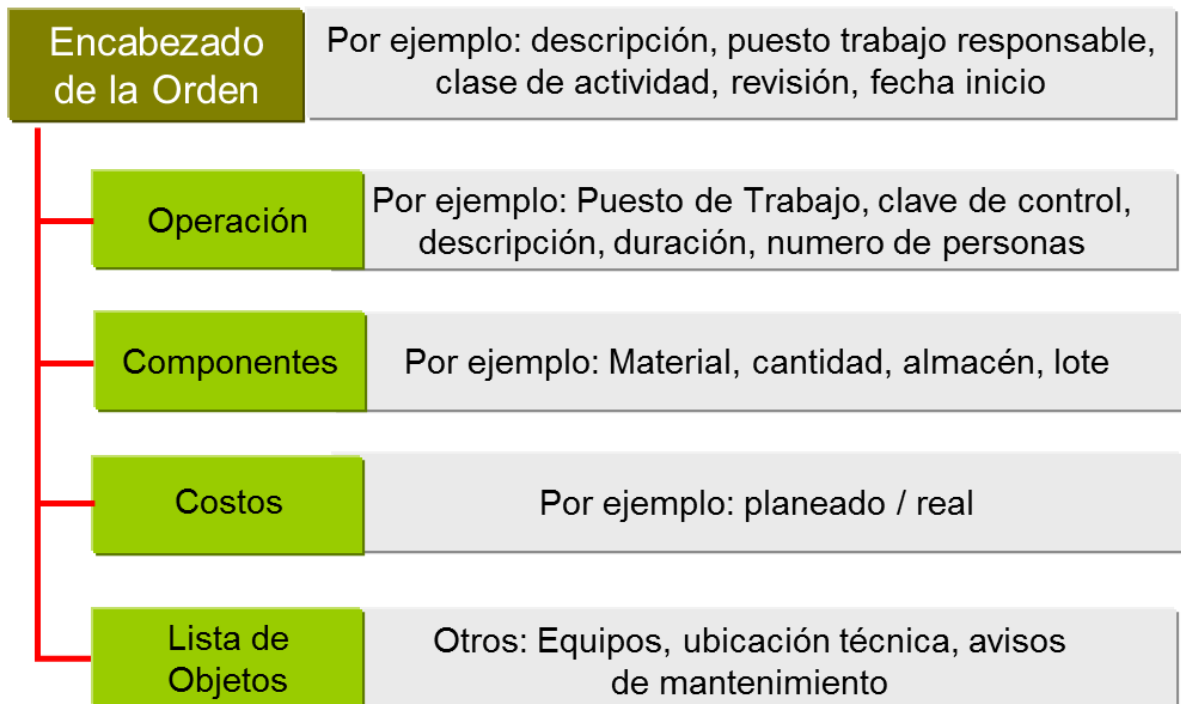 Encabezado
de la Orden
Por ejemplo: descripción, puesto trabajo responsable,
clase de actividad, revisión, fecha inicio
Operación
Por ejemplo: Puesto de Trabajo, clave de control,
descripción, duración, numero de personas
Componentes
Por ejemplo: Material, cantidad, almacén, lote
Costos
Por ejemplo: planeado / real
Lista de
Objetos
Otros: Equipos, ubicación técnica, avisos
de mantenimiento